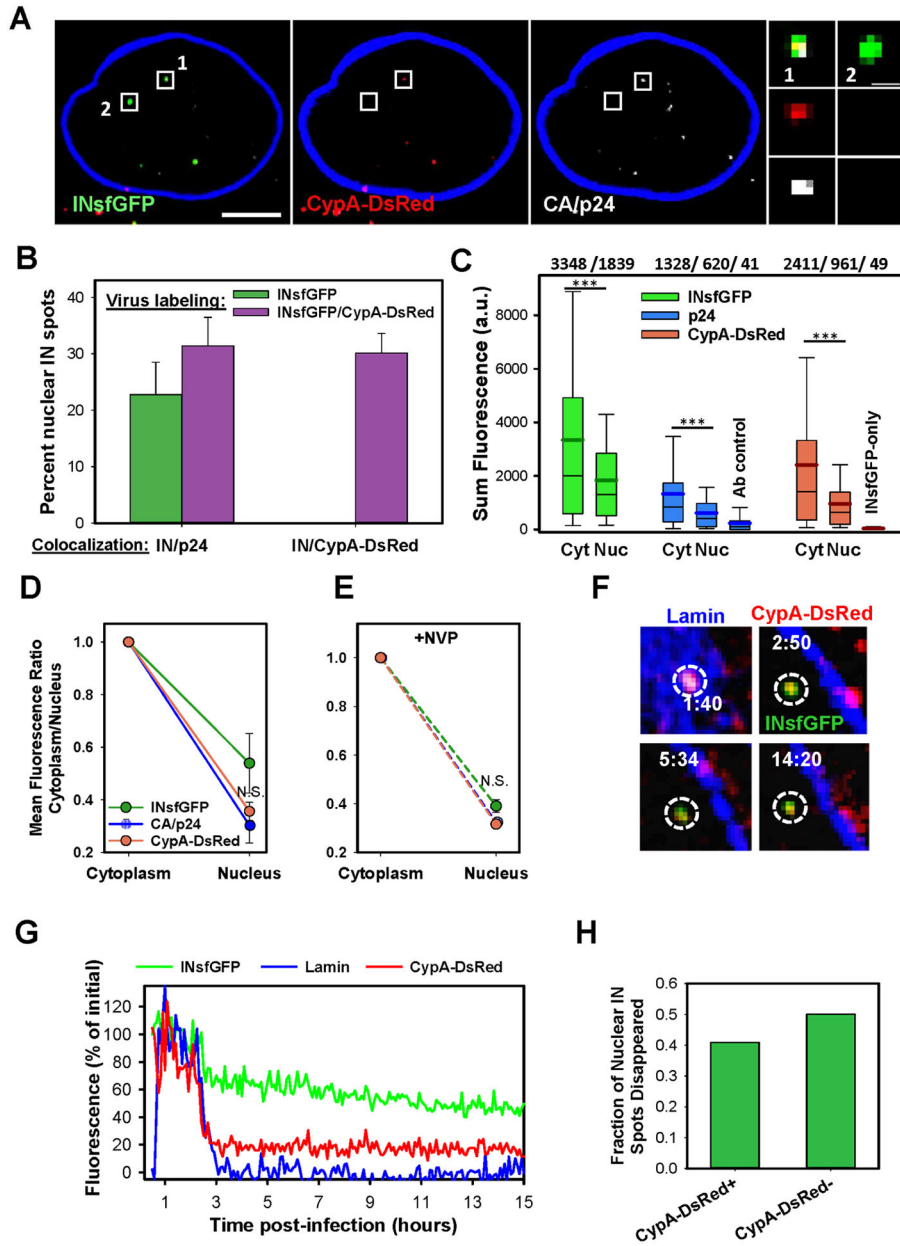 A
1
2
INsfGFP
CypA-DsRed
CA/p24
1
2
B
Percent nuclear IN spots
40
30
20
10
0
Virus labeling:
INsfGFP
INsfGFP/CypA-DsRed
Colocalization: IN/p24
IN/CypA-DsRed
C
3348 /1839
1328/ 620/ 41
2411/ 961/ 49
Sum Fluorescence (a.u.)
8000
6000
4000
2000
0
***
***
***
INsfGFP
p24
CypA-DsRed
Ab control
INsfGFP-only
Cyt Nuc
Cyt Nuc
Cyt Nuc
D
Mean Fluorescence Ratio
Cytoplasm/Nucleus
1.0
0.8
0.6
0.4
0.2
N.S.
INsfGFP
CA/p24
CypA-DsRed
Cytoplasm
Nucleus
E
+NVP
1.0
0.8
0.6
0.4
0.2
N.S.
Cytoplasm
Nucleus
F
Lamin
CypA-DsRed
1:40
2:50
INsfGFP
5:34
14:20
G
INsfGFP
Lamin
CypA-DsRed
Fluorescence (% of initial)
120
100
80
60
40
20
0
1
3
5
7
9
11
13
15
Time post-infection (hours)
H
Fraction of Nuclear IN
Spots Disappeared
0.6
0.5
0.4
0.3
0.2
0.1
0.0
CypA-DsRed+
CypA-DsRed-